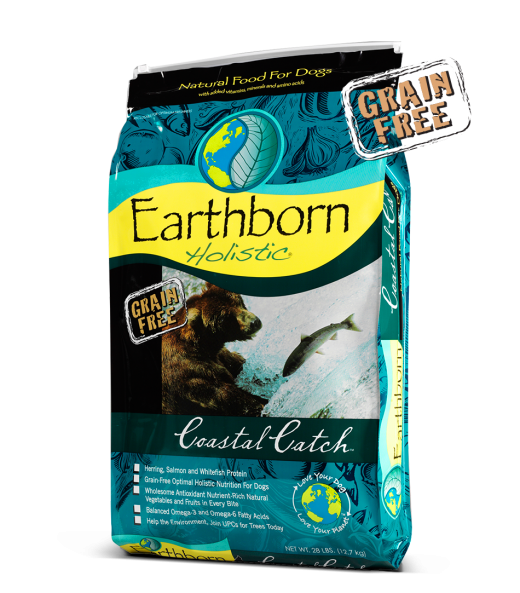 Natural Food For Dogs
with added vitamins, minerals and amino acids
GRAIN
FREE
Earthborn
Holistic®
GRAIN
FREE
Coastal Catch™
Herring, Salmon and Whitefish Protein
Grain-Free Optimal Holistic Nutrition For Dogs
Wholesome Antioxidant Nutrient-Rich Natural
Vegetables and Fruits in Every Bite
Balanced Omega-3 and Omega-6 Fatty Acids
Help the Environment, Join UPCs for Trees Today
Love Your Dog
Love Your Planet
NET WT. 28 LBS. (12.7 kg)
Coastal Ca
Earthborn